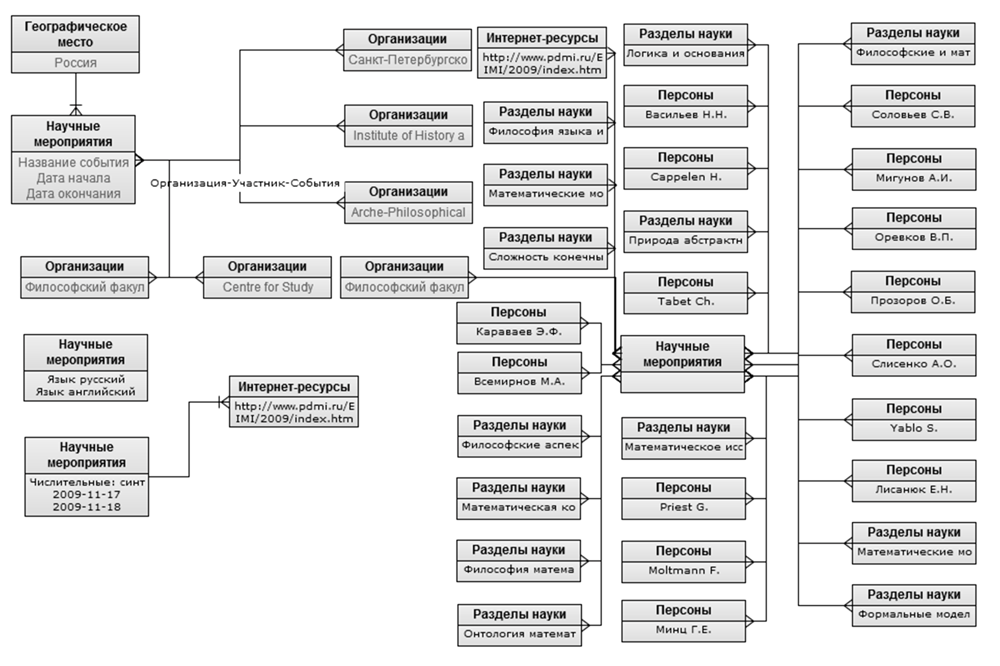 Географическое
место
Россия
Научные
мероприятия
Название события
Дата начала
Дата окончания
Организация-Участник-События
Организации
Санкт-Петербургско
Организации
Institute of History a
Организации
Arche-Philosophical
Организации
Философский факул
Организации
Centre for Study
Организации
Философский факул
Научные
мероприятия
Язык русский
Язык английский
Интернет-ресурсы
http://www.pdmi.ru/E
IMI/2009/index.htm
Научные
мероприятия
Числительные: синт
2009-11-17
2009-11-18
Интернет-ресурсы
http://www.pdmi.ru/E
IMI/2009/index.htm
Разделы науки
Философия языка и
Разделы науки
Математические мо
Разделы науки
Сложность конечны
Персоны
Караваев Э.Ф.
Персоны
Всемирнов М.А.
Разделы науки
Философские аспек
Разделы науки
Математическая ко
Разделы науки
Философия матема
Разделы науки
Онтология математ
Разделы науки
Логика и основания
Персоны
Васильев Н.Н.
Персоны
Cappelen H.
Разделы науки
Природа абстрактн
Персоны
Tabet Ch.
Научные
мероприятия
Разделы науки
Математическое исс
Персоны
Priest G.
Персоны
Moltmann F.
Персоны
Минц Г.Е.
Разделы науки
Философские и мат
Персоны
Соловьев С.В.
Персоны
Мигунов А.И.
Персоны
Оревков В.П.
Персоны
Прозоров О.Б.
Персоны
Слисенко А.О.
Персоны
Yablo S.
Персоны
Лисанюк Е.Н.
Разделы науки
Математические мо
Разделы науки
Формальные модел